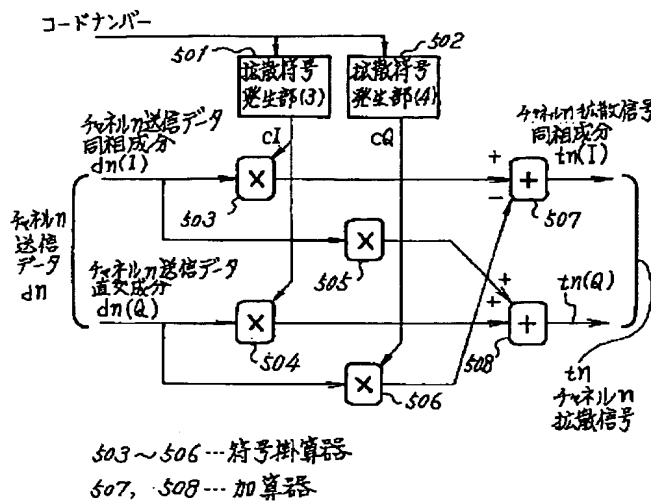 コードナンバー
501
502
拡散符号
発生部(3)
拡散符号
発生部(4)
チャネルn送信データ
同相成分
dn(I)
cI
cQ
チャネルn拡散信号
同相成分
tn(I)
+
−
×
503
+
507
チャネルn
送信
データ
dn
×
505
チャネルn送信データ
直交成分
dn(Q)
+
+
tn(Q)
×
504
+
508
×
506
tn
チャネルn
拡散信号
503〜506…符号掛算器
507, 508…加算器